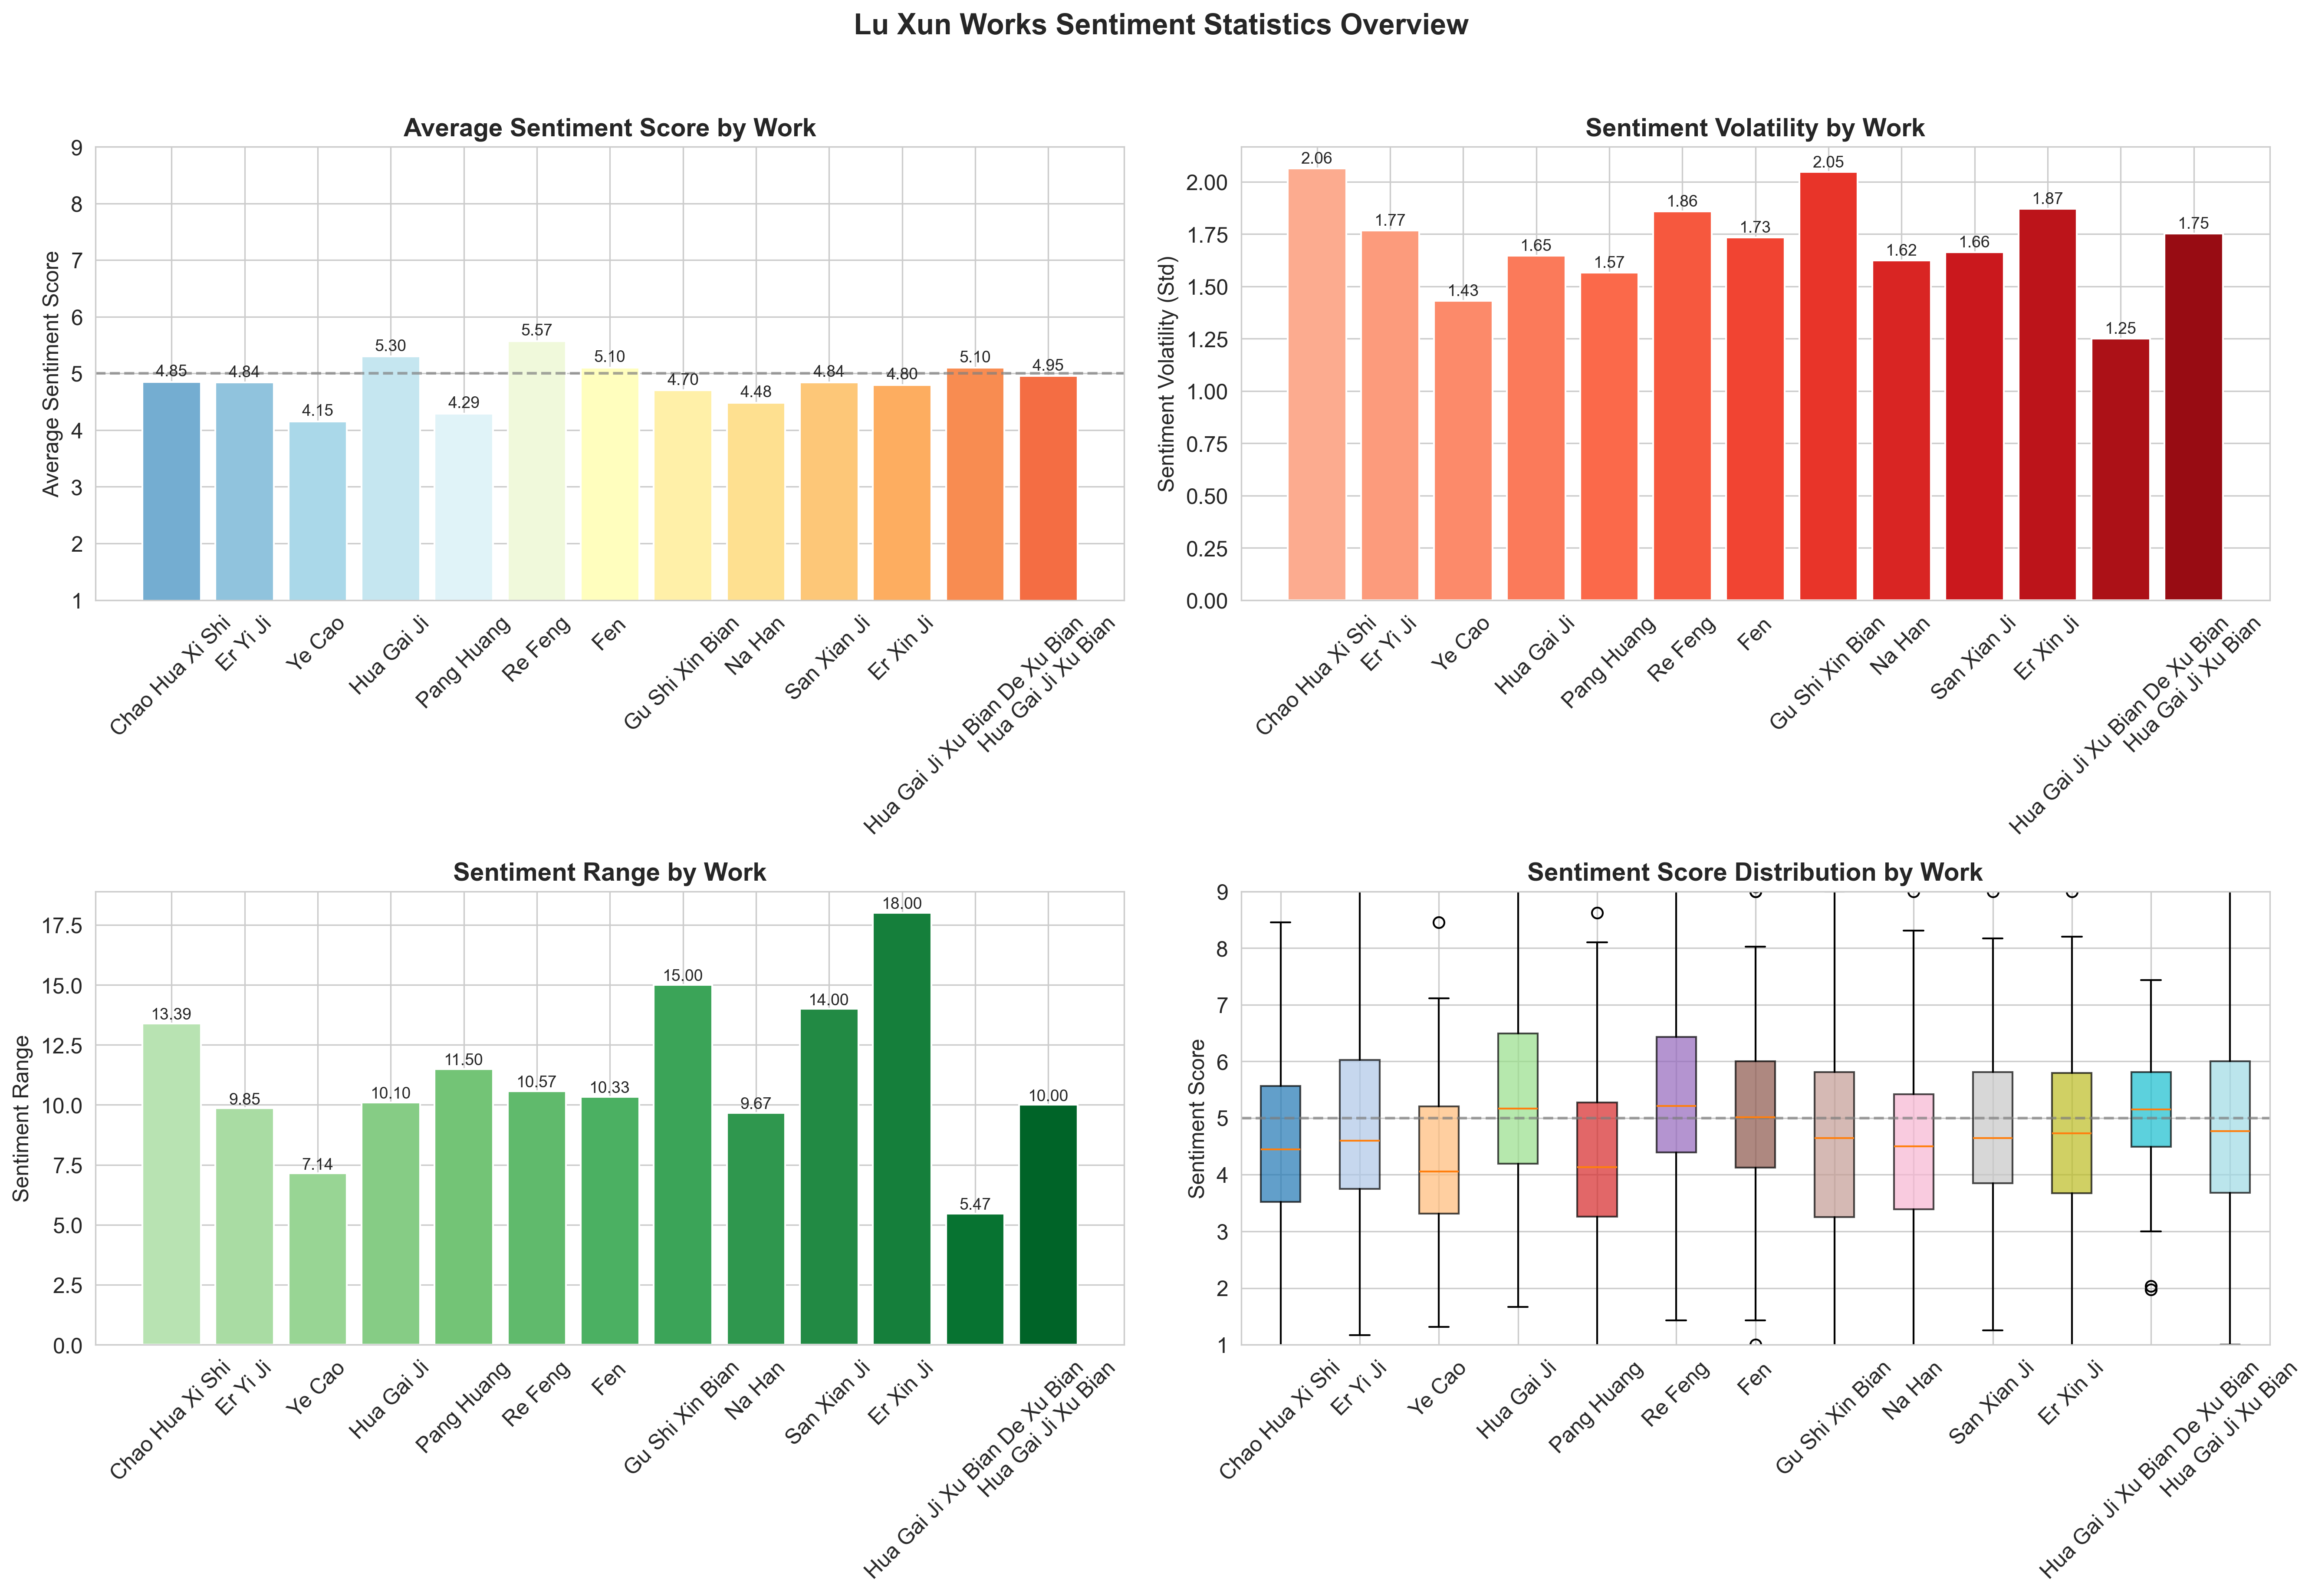 Lu Xun Works Sentiment Statistics Overview
Average Sentiment Score by Work
Average Sentiment Score
9
8
7
6
5
4
3
2
1
4.85
4.84
4.15
5.30
4.29
5.57
5.10
4.70
4.48
4.84
4.80
5.10
4.95
Chao Hua Xi Shi
Er Yi Ji
Ye Cao
Hua Gai Ji
Pang Huang
Re Feng
Fen
Gu Shi Xin Bian
Na Han
San Xian Ji
Er Xin Ji
Hua Gai Ji Xu Bian De Xu Bian
Hua Gai Ji Xu Bian
Sentiment Volatility by Work
Sentiment Volatility (Std)
2.00
1.75
1.50
1.25
1.00
0.75
0.50
0.25
0.00
2.06
1.77
1.43
1.65
1.57
1.86
1.73
2.05
1.62
1.66
1.87
1.25
1.75
Chao Hua Xi Shi
Er Yi Ji
Ye Cao
Hua Gai Ji
Pang Huang
Re Feng
Fen
Gu Shi Xin Bian
Na Han
San Xian Ji
Er Xin Ji
Hua Gai Ji Xu Bian De Xu Bian
Hua Gai Ji Xu Bian
Sentiment Range by Work
Sentiment Range
17.5
15.0
12.5
10.0
7.5
5.0
2.5
0.0
13.39
9.85
7.14
10.10
11.50
10.57
10.33
15.00
9.67
14.00
18.00
5.47
10.00
Chao Hua Xi Shi
Er Yi Ji
Ye Cao
Hua Gai Ji
Pang Huang
Re Feng
Fen
Gu Shi Xin Bian
Na Han
San Xian Ji
Er Xin Ji
Hua Gai Ji Xu Bian De Xu Bian
Hua Gai Ji Xu Bian
Sentiment Score Distribution by Work
Sentiment Score
9
8
7
6
5
4
3
2
1
Chao Hua Xi Shi
Er Yi Ji
Ye Cao
Hua Gai Ji
Pang Huang
Re Feng
Fen
Gu Shi Xin Bian
Na Han
San Xian Ji
Er Xin Ji
Hua Gai Ji Xu Bian De Xu Bian
Hua Gai Ji Xu Bian